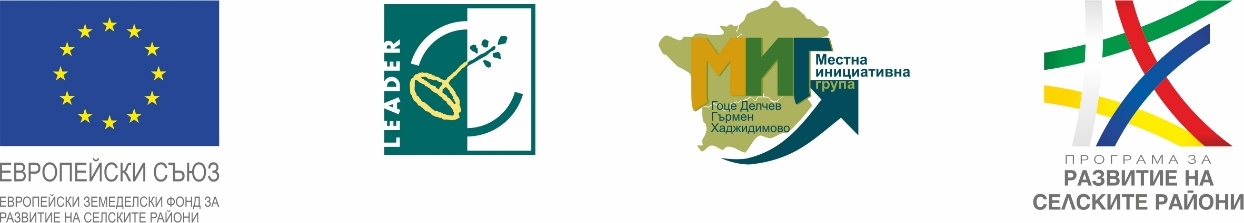 ЕВРОПЕЙСКИ СЪЮЗ
ЕВРОПЕЙСКИ ЗЕМЕДЕЛСКИ ФОНД ЗА
РАЗВИТИЕ НА СЕЛСКИТЕ РАЙОНИ
LEADER
МИГ
Местна
инициативна
група
Гоце Делчев
Гърмен
Хаджидимово
ПРОГРАМА ЗА
РАЗВИТИЕ НА
СЕЛСКИТЕ РАЙОНИ